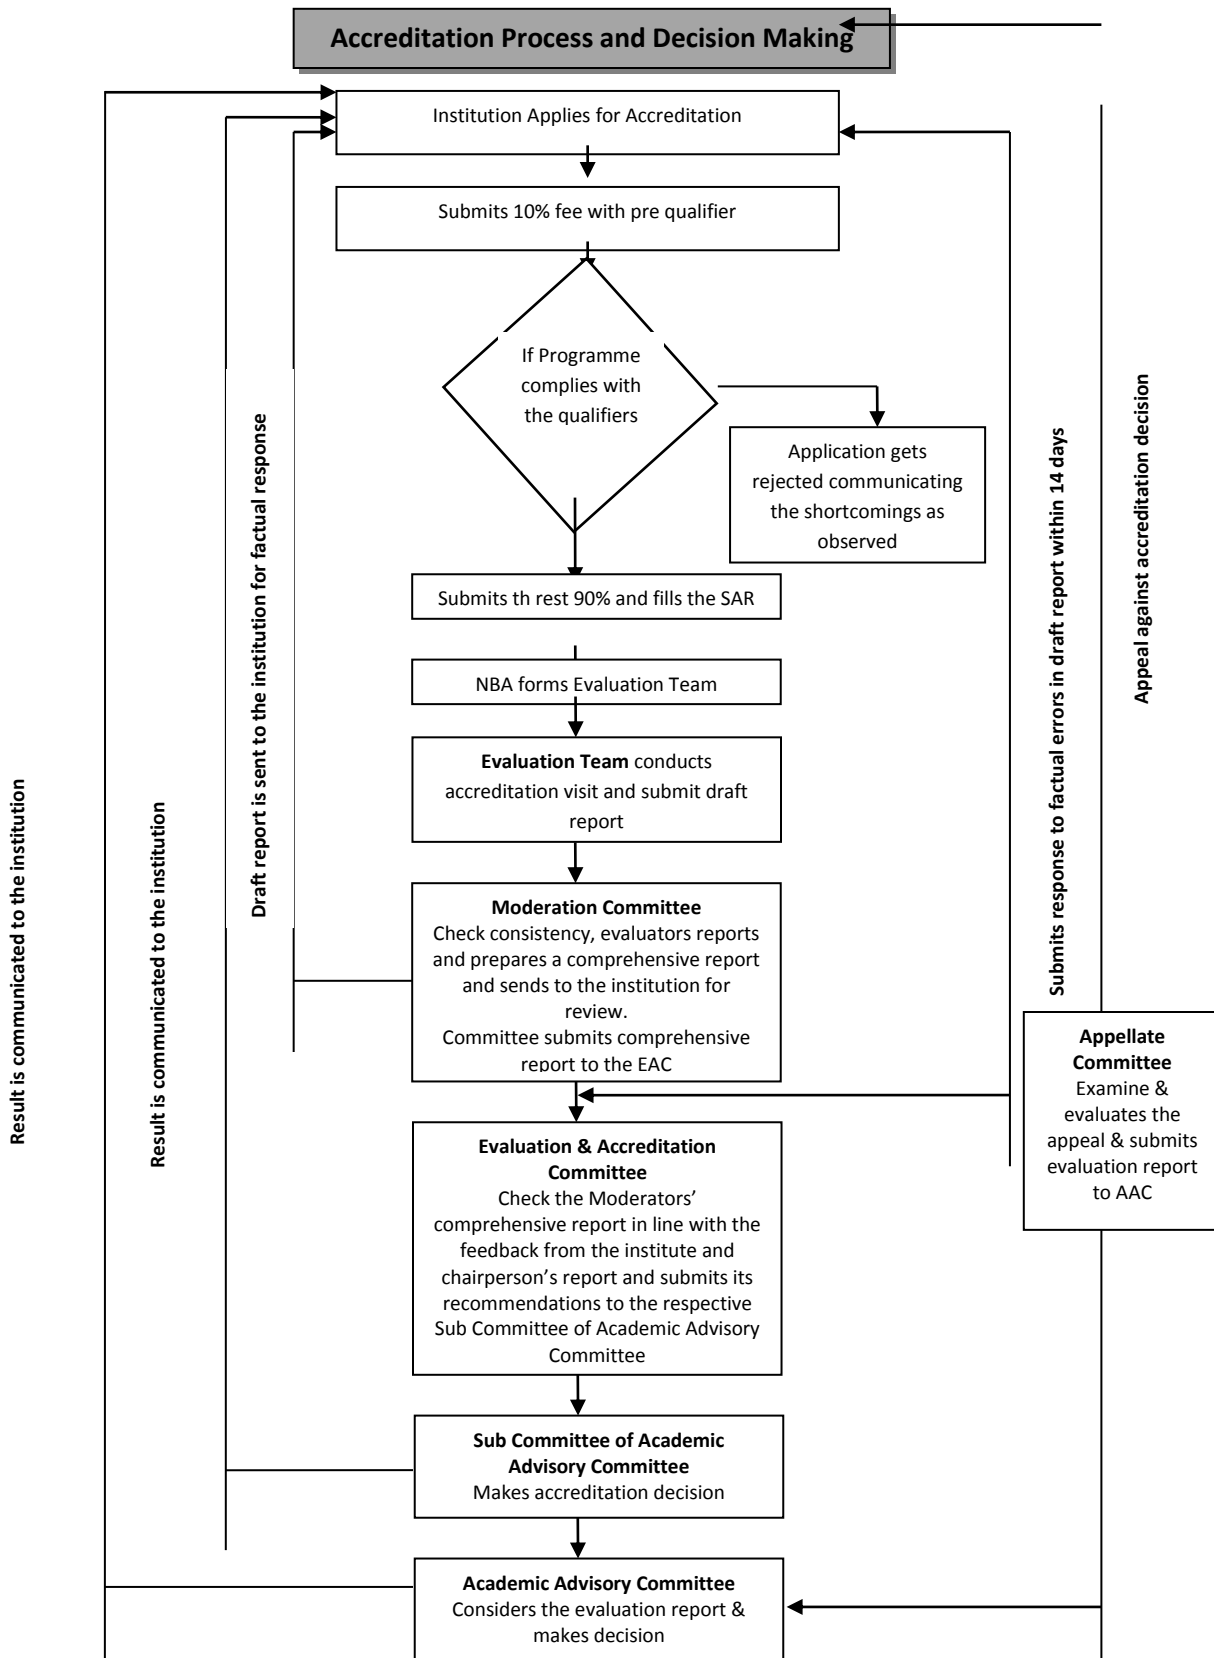 Accreditation Process and Decision Making
Institution Applies for Accreditation
Submits 10% fee with pre qualifier
If Programme
complies with
the qualifiers
Application gets
rejected communicating
the shortcomings as
observed
Submits th rest 90% and fills the SAR
NBA forms Evaluation Team
Evaluation Team conducts
accreditation visit and submit draft
report
Moderation Committee
Check consistency, evaluators reports
and prepares a comprehensive report
and sends to the institution for
review.
Committee submits comprehensive
report to the EAC
Evaluation & Accreditation
Committee
Check the Moderators’
comprehensive report in line with the
feedback from the institute and
chairperson’s report and submits its
recommendations to the respective
Sub Committee of Academic Advisory
Committee
Sub Committee of Academic
Advisory Committee
Makes accreditation decision
Academic Advisory Committee
Considers the evaluation report &
makes decision
Result is communicated to the institution
Result is communicated to the institution
Draft report is sent to the institution for factual response
Submits response to factual errors in draft report within 14 days
Appeal against accreditation decision
Appellate
Committee
Examine &
evaluates the
appeal & submits
evaluation report
to AAC